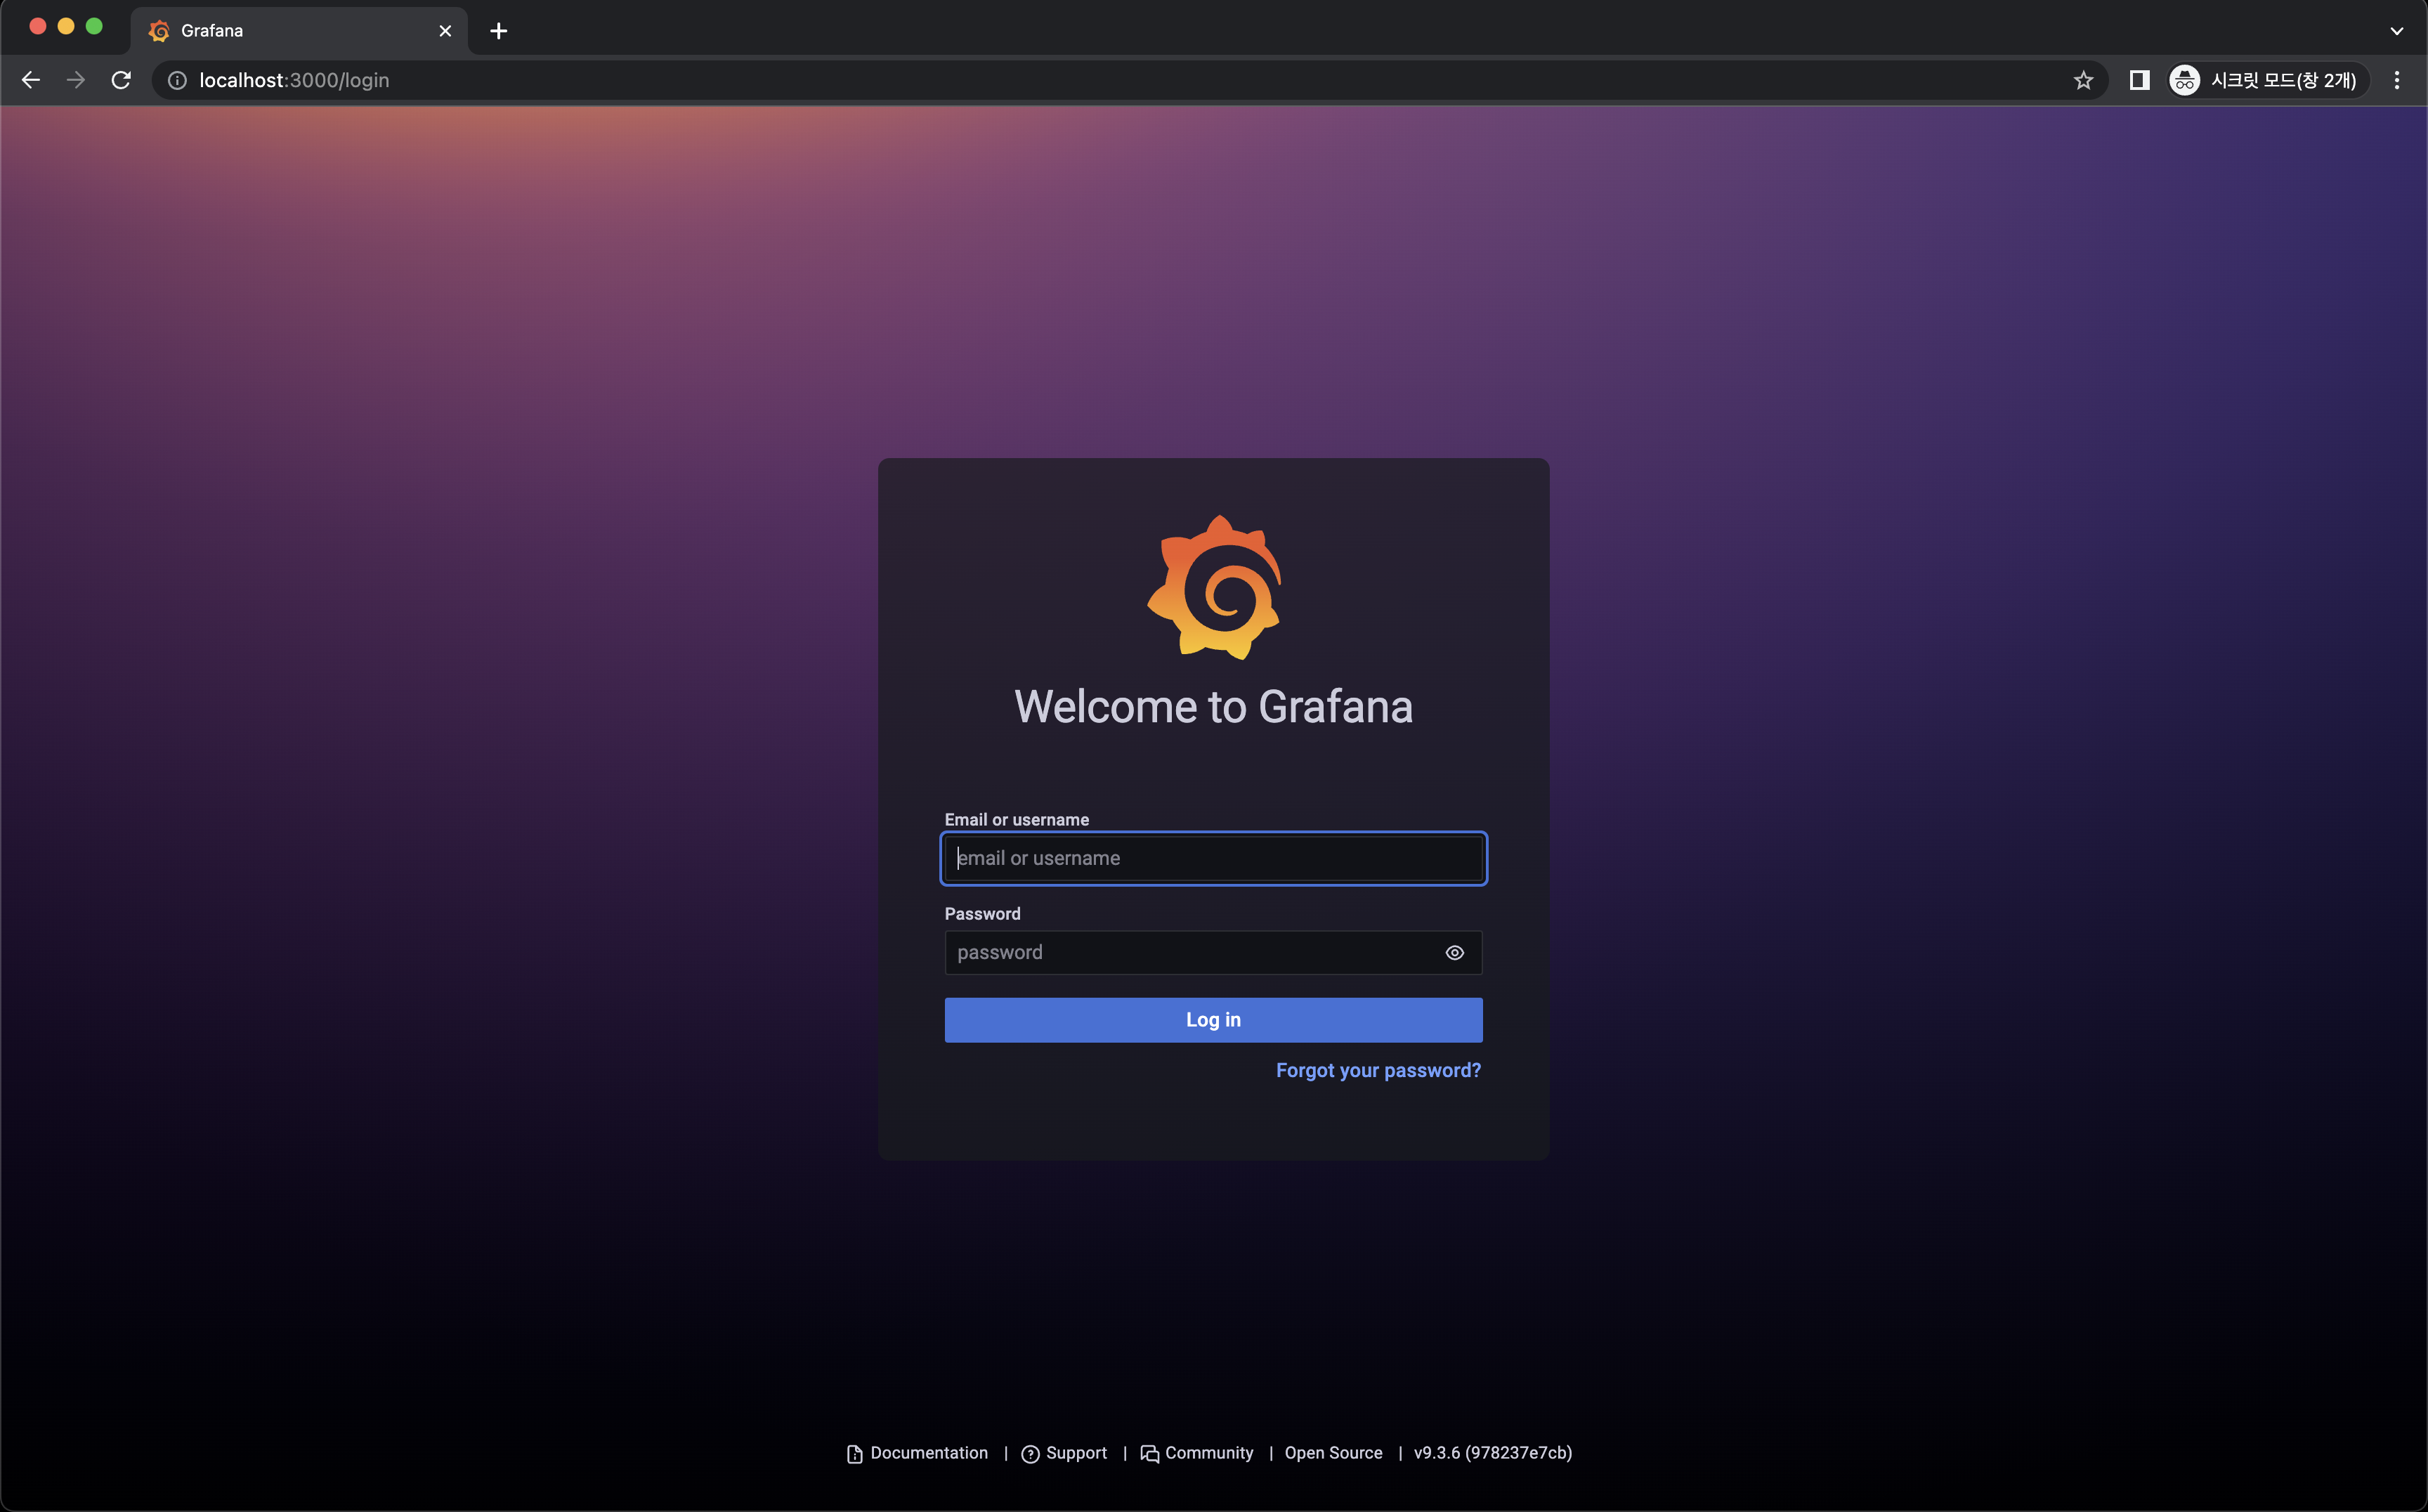 Grafana
localhost:3000/login
시크릿 모드(창 2개)
Welcome to Grafana
Email or username
email or username
Password
password
Log in
Forgot your password?
Documentation | Support | Community | Open Source | v9.3.6 (978237e7cb)